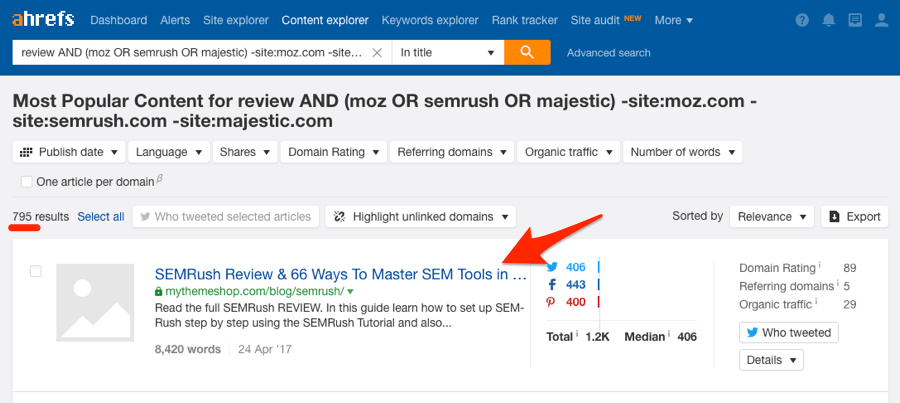 ahrefs Dashboard Alerts Site explorer Content explorer Keywords explorer Rank tracker Site audit NEW More
review AND (moz OR semrush OR majestic) -site:moz.com -site... In title Advanced search
Most Popular Content for review AND (moz OR semrush OR majestic) -site:moz.com -
site:semrush.com -site:majestic.com
Publish date Language Shares Domain Rating Referring domains Organic traffic Number of words
One article per domain β
795 results Select all Who tweeted selected articles Highlight unlinked domains Sorted by Relevance Export
SEMRush Review & 66 Ways To Master SEM Tools in ...
mythemeshop.com/blog/semrush/
Read the full SEMRush REVIEW. In this guide learn how to set up SEM-
Rush step by step using the SEMRush Tutorial and also...
8,420 words 24 Apr '17
406
443
400
Total i 1.2K Median i 406
Domain Rating i 89
Referring domains i 5
Organic traffic i 29
Who tweeted
Details